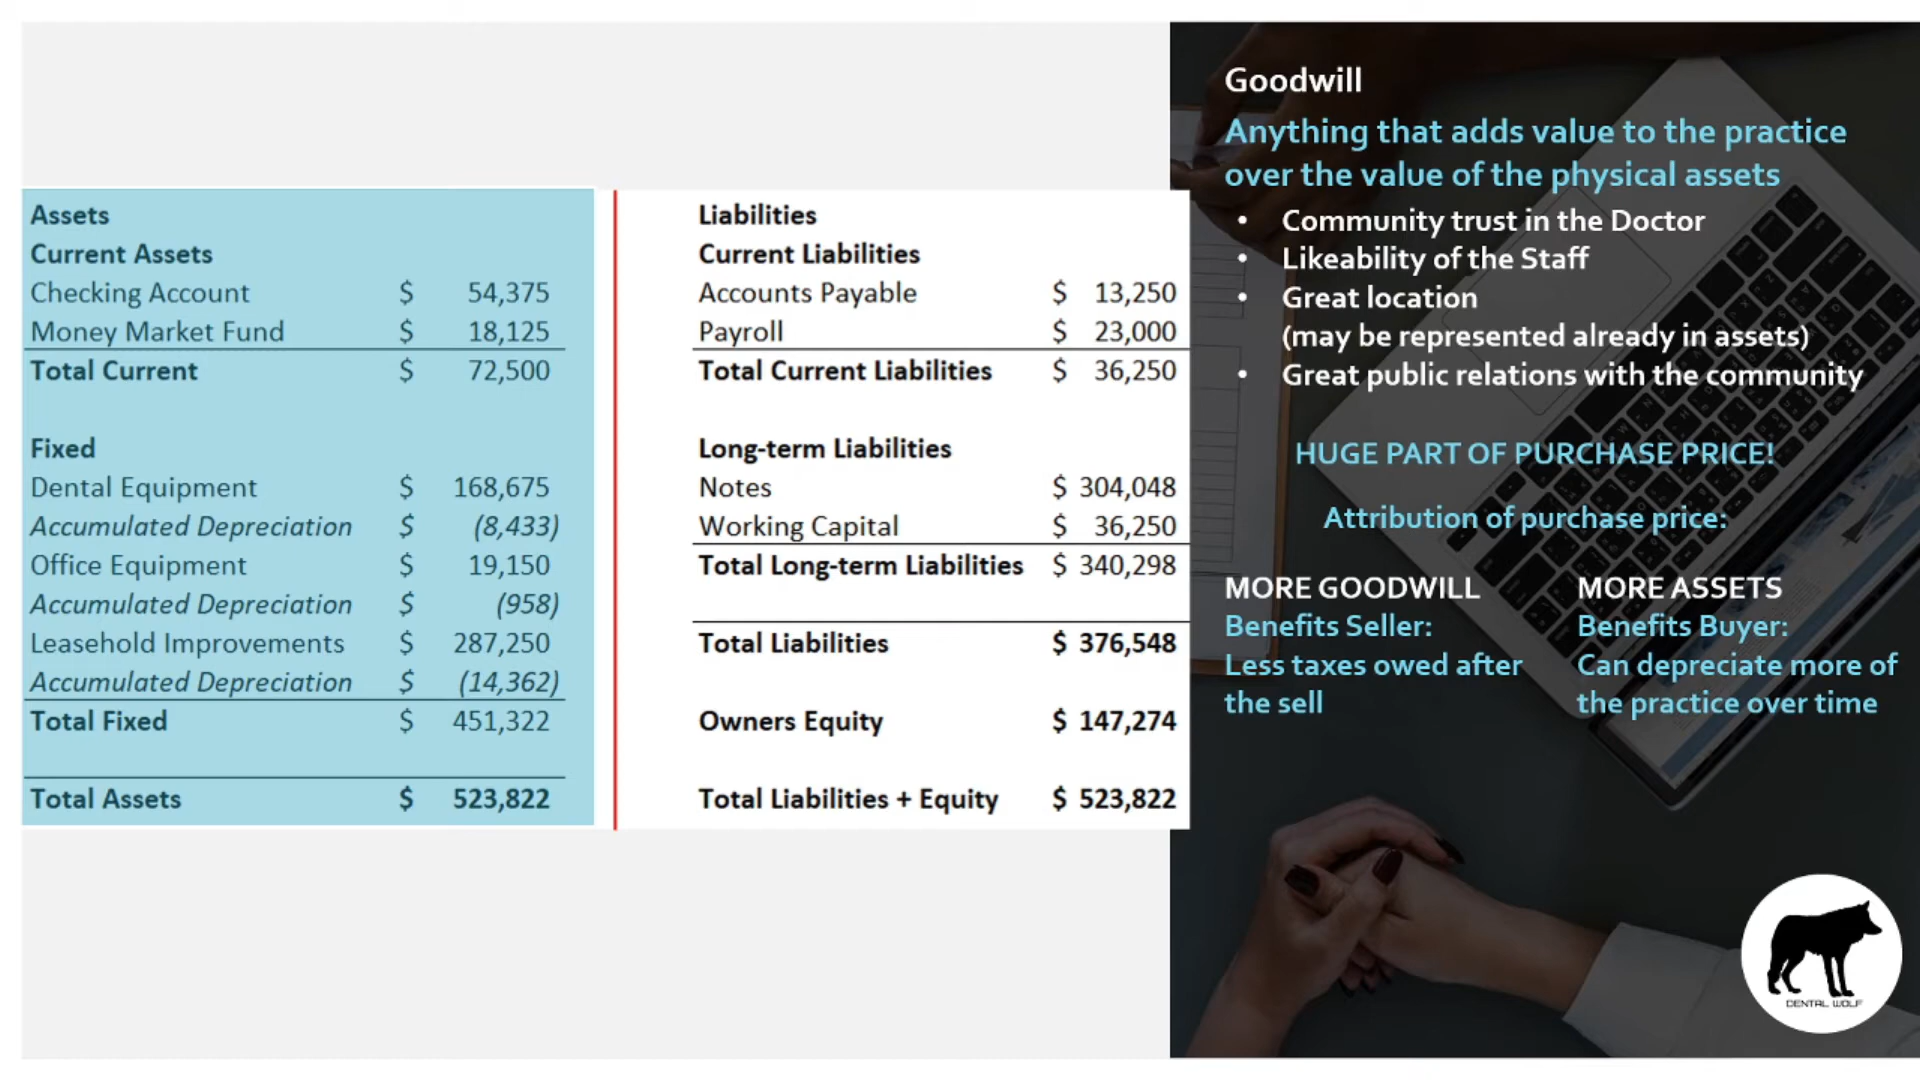 Assets
Current Assets
Checking Account $ 54,375
Money Market Fund $ 18,125
Total Current $ 72,500
Fixed
Dental Equipment $ 168,675
Accumulated Depreciation $ (8,433)
Office Equipment $ 19,150
Accumulated Depreciation $ (958)
Leasehold Improvements $ 287,250
Accumulated Depreciation $ (14,362)
Total Fixed $ 451,322
Total Assets $ 523,822
Liabilities
Current Liabilities
Accounts Payable $ 13,250
Payroll $ 23,000
Total Current Liabilities $ 36,250
Long-term Liabilities
Notes $ 304,048
Working Capital $ 36,250
Total Long-term Liabilities $ 340,298
Total Liabilities $ 376,548
Owners Equity $ 147,274
Total Liabilities + Equity $ 523,822
Goodwill
Anything that adds value to the practice
over the value of the physical assets
• Community trust in the Doctor
• Likeability of the Staff
• Great location
(may be represented already in assets)
• Great public relations with the community
HUGE PART OF PURCHASE PRICE!
Attribution of purchase price:
MORE GOODWILL
Benefits Seller:
Less taxes owed after
the sell
MORE ASSETS
Benefits Buyer:
Can depreciate more of
the practice over time
DENTAL WOLF